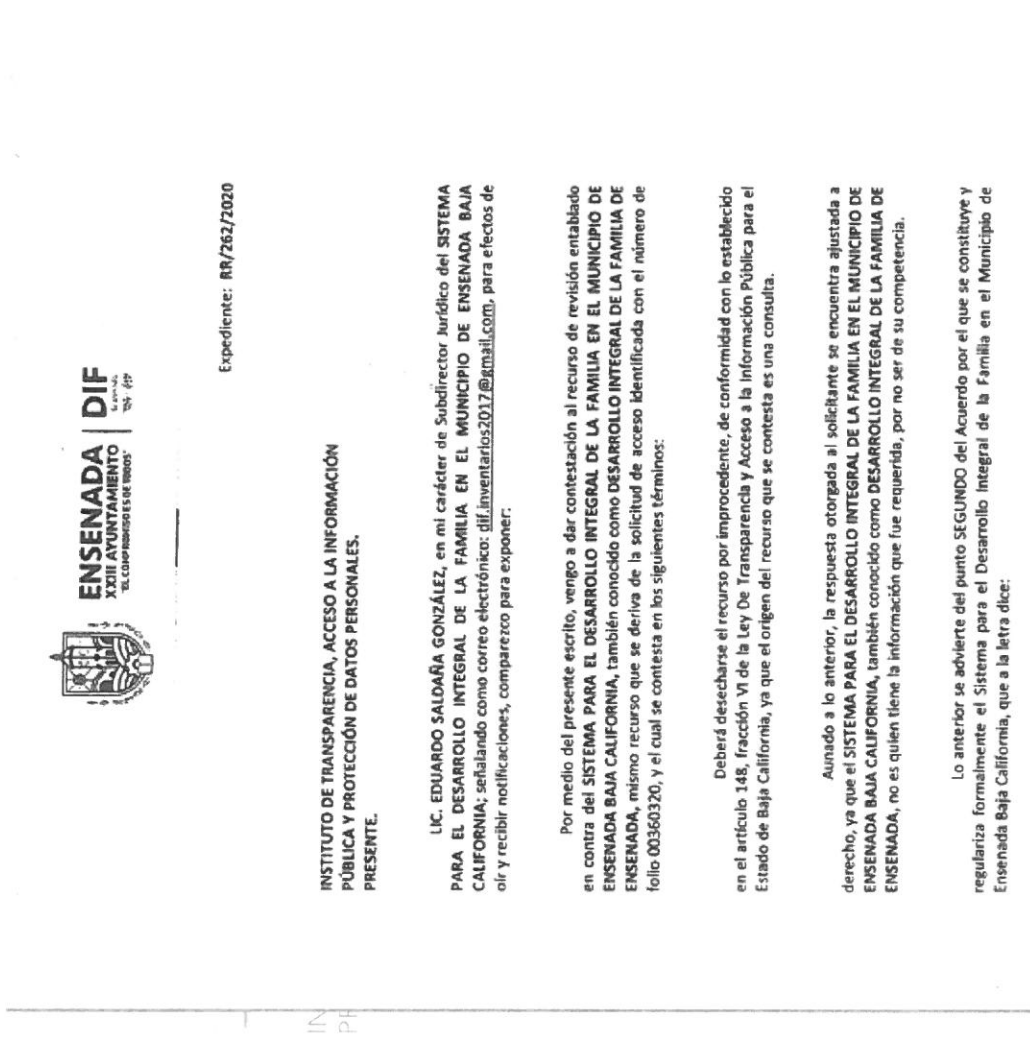 ENSENADA | DIF
XXIII AYUNTAMIENTO
"EL COMPROMISO ES DE TODOS"
Expediente: RR/262/2020
INSTITUTO DE TRANSPARENCIA, ACCESO A LA INFORMACIÓN
PÚBLICA Y PROTECCIÓN DE DATOS PERSONALES.
PRESENTE.
LIC. EDUARDO SALDAÑA GONZÁLEZ, en mi carácter de Subdirector Jurídico del SISTEMA
PARA EL DESARROLLO INTEGRAL DE LA FAMILIA EN EL MUNICIPIO DE ENSENADA BAJA
CALIFORNIA; señalando como correo electrónico: dif.inventarios2017@gmail.com, para efectos de
oír y recibir notificaciones, comparezco para exponer:
Por medio del presente escrito, vengo a dar contestación al recurso de revisión entablado
en contra del SISTEMA PARA EL DESARROLLO INTEGRAL DE LA FAMILIA EN EL MUNICIPIO DE
ENSENADA BAJA CALIFORNIA, también conocido como DESARROLLO INTEGRAL DE LA FAMILIA DE
ENSENADA, mismo recurso que se deriva de la solicitud de acceso identificada con el número de
folio 00360320, y el cual se contesta en los siguientes términos:
Deberá desecharse el recurso por improcedente, de conformidad con lo establecido
en el artículo 148, fracción VI de la Ley De Transparencia y Acceso a la Información Pública para el
Estado de Baja California, ya que el origen del recurso que se contesta es una consulta.
Aunado a lo anterior, la respuesta otorgada al solicitante se encuentra ajustada a
derecho, ya que el SISTEMA PARA EL DESARROLLO INTEGRAL DE LA FAMILIA EN EL MUNICIPIO DE
ENSENADA BAJA CALIFORNIA, también conocido como DESARROLLO INTEGRAL DE LA FAMILIA DE
ENSENADA, no es quien tiene la información que fue requerida, por no ser de su competencia.
Lo anterior se advierte del punto SEGUNDO del Acuerdo por el que se constituye y
regulariza formalmente el Sistema para el Desarrollo Integral de la Familia en el Municipio de
Ensenada Baja California, que a la letra dice: